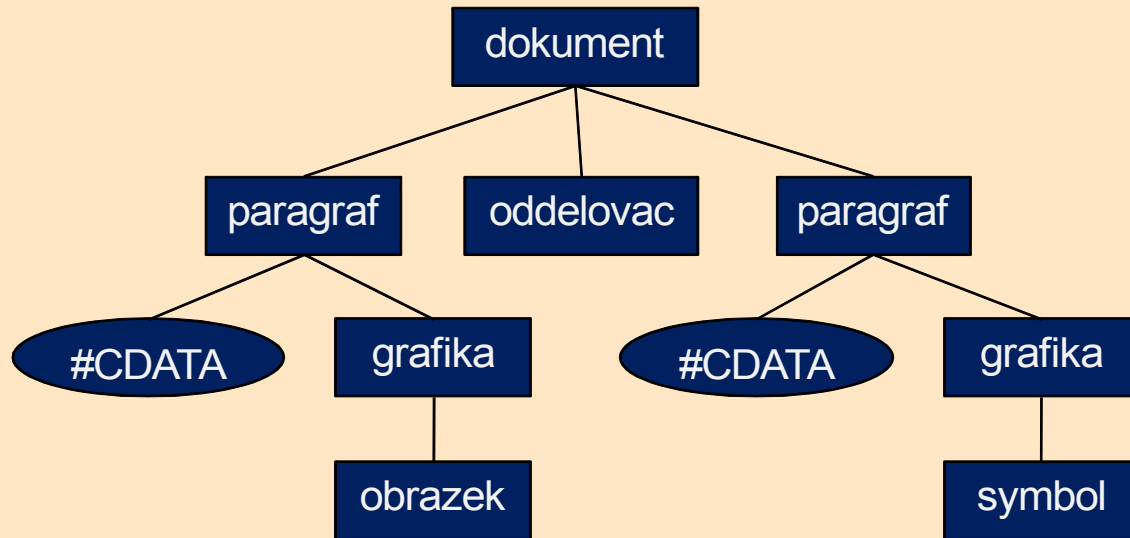 dokument
paragraf
oddelovac
paragraf
#CDATA
grafika
#CDATA
grafika
obrazek
symbol